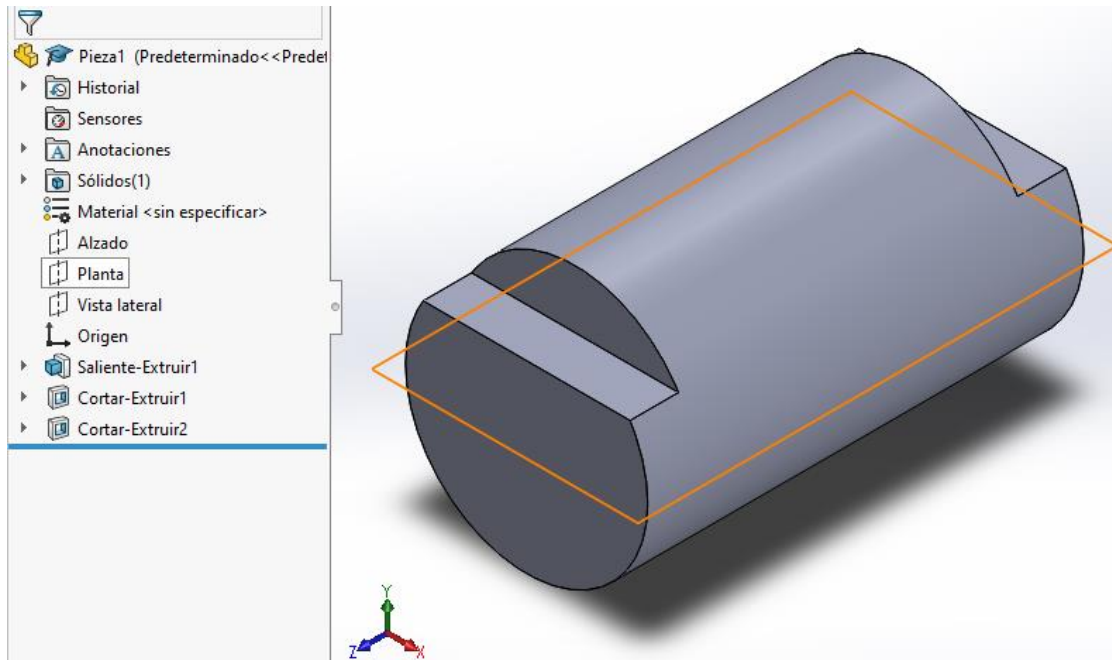 Pieza1 (Predeterminado<<Predet
Historial
Sensores
A Anotaciones
Sólidos(1)
Material <sin especificar>
Alzado
Planta
Vista lateral
Origen
Saliente-Extruir1
Cortar-Extruir1
Cortar-Extruir2
Y
Z X